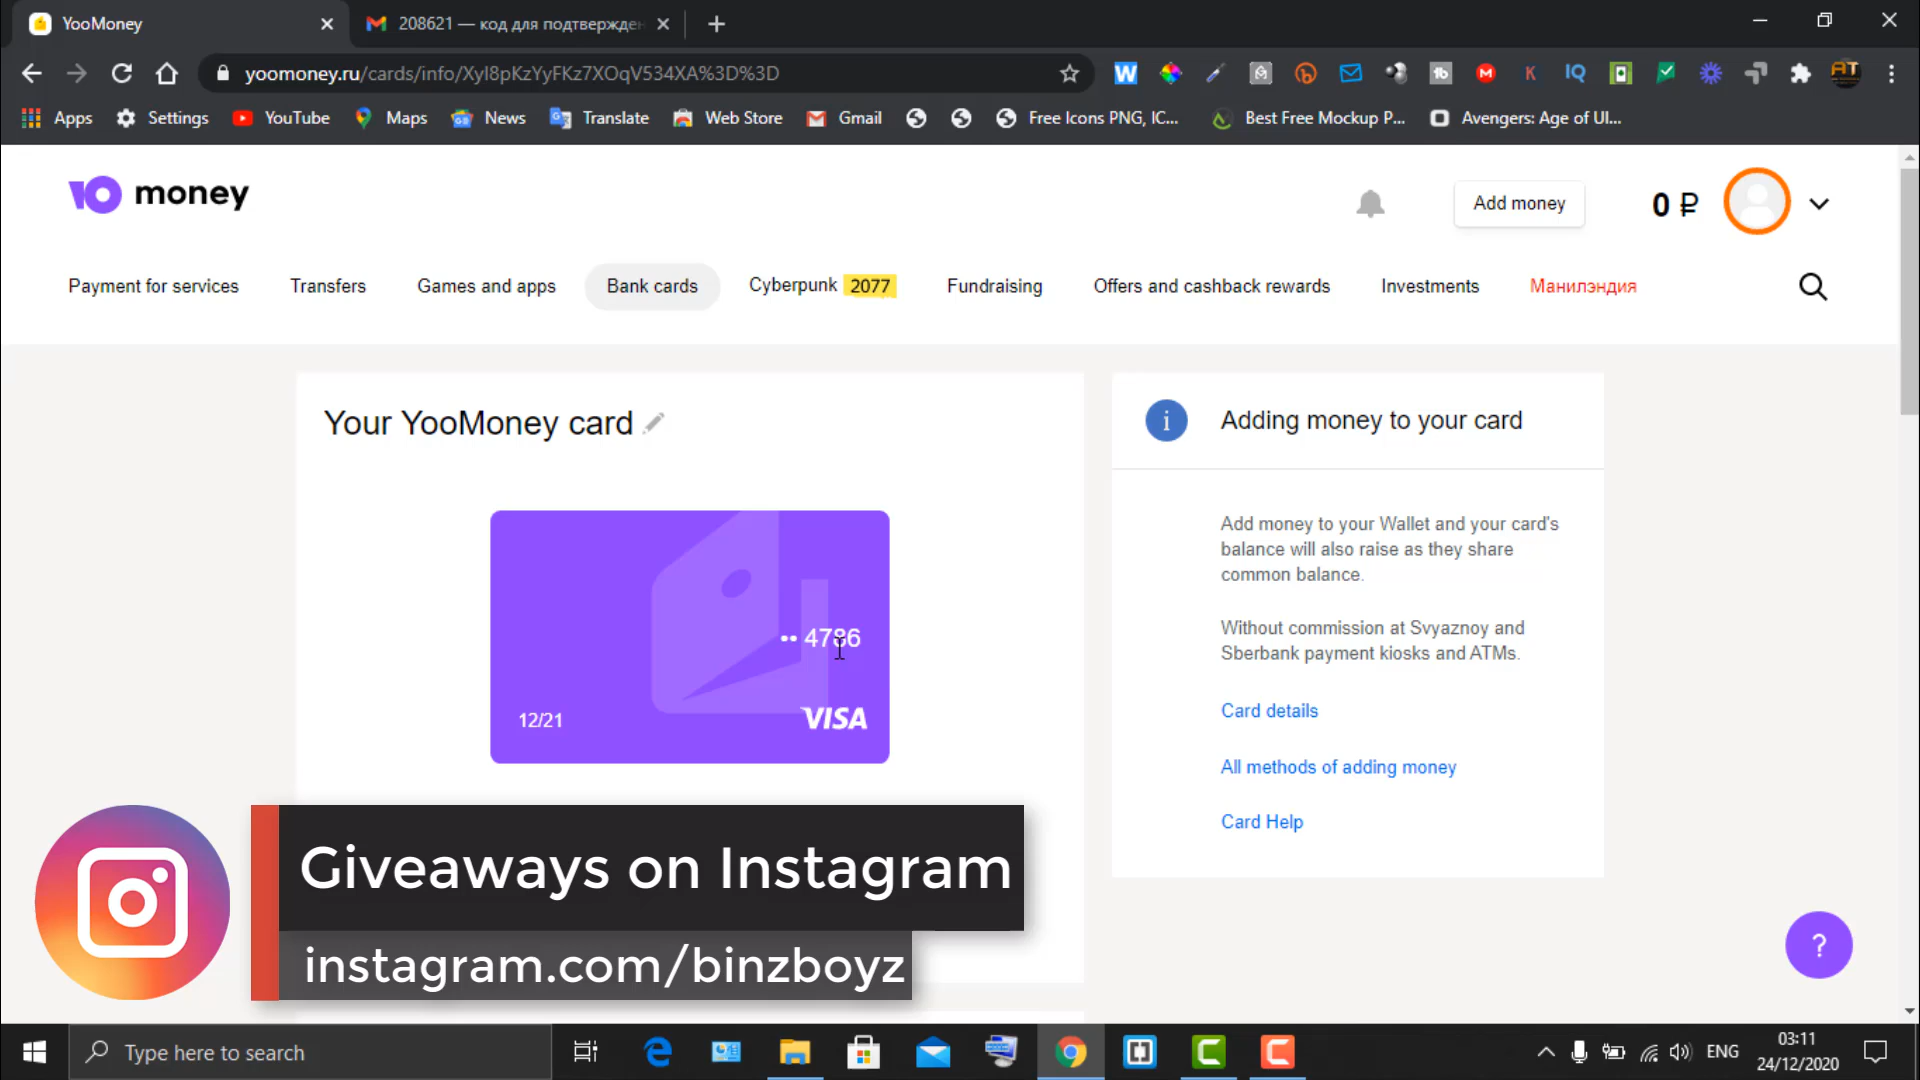 YooMoney
208621 — код для подтвержден
yoomoney.ru/cards/info/XyI8pKzYyFKz7XOqV534XA%3D%3D
Apps
Settings
YouTube
Maps
News
Translate
Web Store
Gmail
Free Icons PNG, IC...
Best Free Mockup P...
Avengers: Age of Ul...
Ю money
Add money
0 ₽
Payment for services
Transfers
Games and apps
Bank cards
Cyberpunk 2077
Fundraising
Offers and cashback rewards
Investments
Манилэндия
Your YooMoney card
•• 4786
12/21
VISA
Adding money to your card
Add money to your Wallet and your card's
balance will also raise as they share
common balance.
Without commission at Svyaznoy and
Sberbank payment kiosks and ATMs.
Card details
All methods of adding money
Card Help
Giveaways on Instagram
instagram.com/binzboyz
?
Type here to search
ENG
03:11
24/12/2020